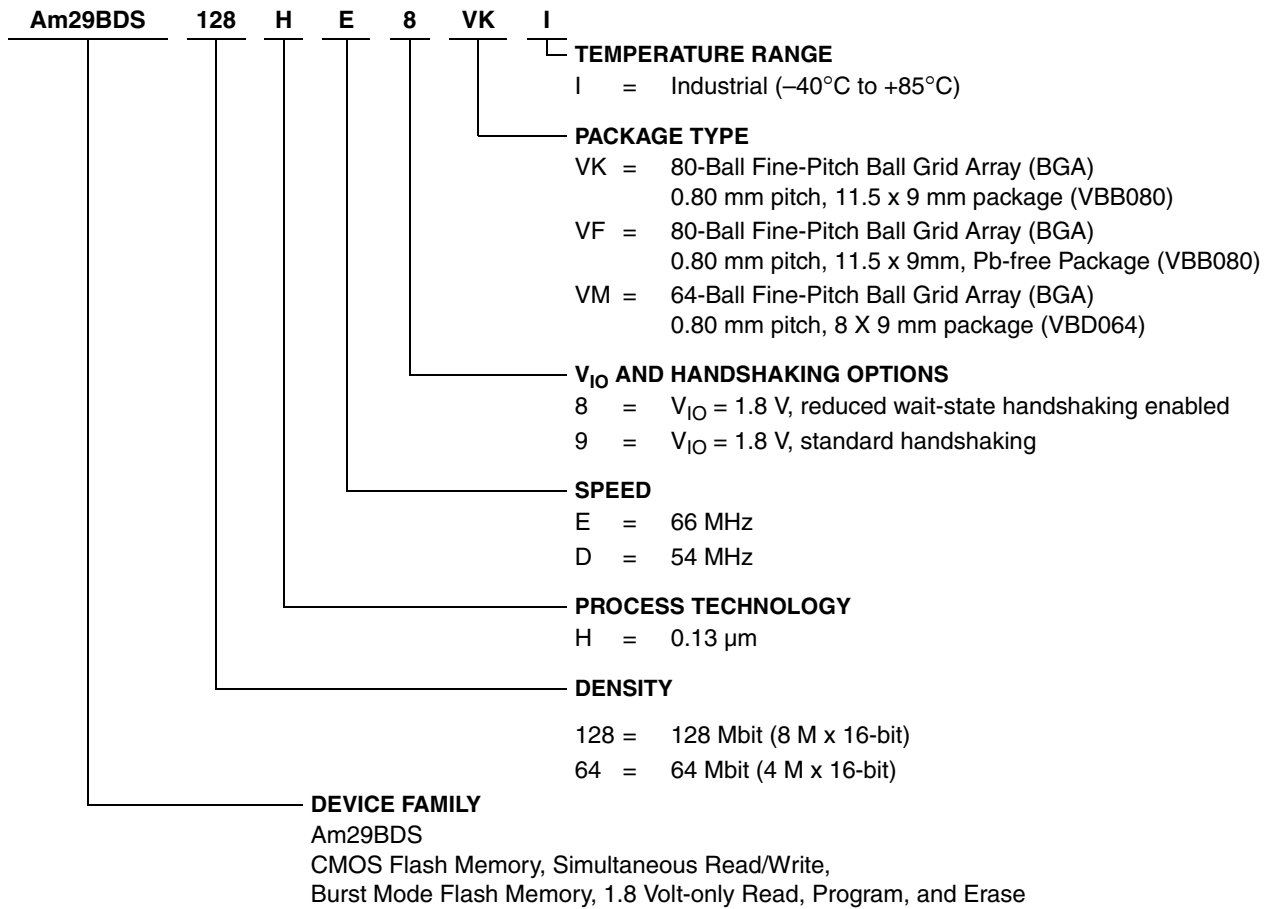 Am29BDS 128 H E 8 VK I
TEMPERATURE RANGE
I = Industrial (–40°C to +85°C)
PACKAGE TYPE
VK = 80-Ball Fine-Pitch Ball Grid Array (BGA)
0.80 mm pitch, 11.5 x 9 mm package (VBB080)
VF = 80-Ball Fine-Pitch Ball Grid Array (BGA)
0.80 mm pitch, 11.5 x 9mm, Pb-free Package (VBB080)
VM = 64-Ball Fine-Pitch Ball Grid Array (BGA)
0.80 mm pitch, 8 X 9 mm package (VBD064)
VIO AND HANDSHAKING OPTIONS
8 = VIO = 1.8 V, reduced wait-state handshaking enabled
9 = VIO = 1.8 V, standard handshaking
SPEED
E = 66 MHz
D = 54 MHz
PROCESS TECHNOLOGY
H = 0.13 µm
DENSITY
128 = 128 Mbit (8 M x 16-bit)
64 = 64 Mbit (4 M x 16-bit)
DEVICE FAMILY
Am29BDS
CMOS Flash Memory, Simultaneous Read/Write,
Burst Mode Flash Memory, 1.8 Volt-only Read, Program, and Erase